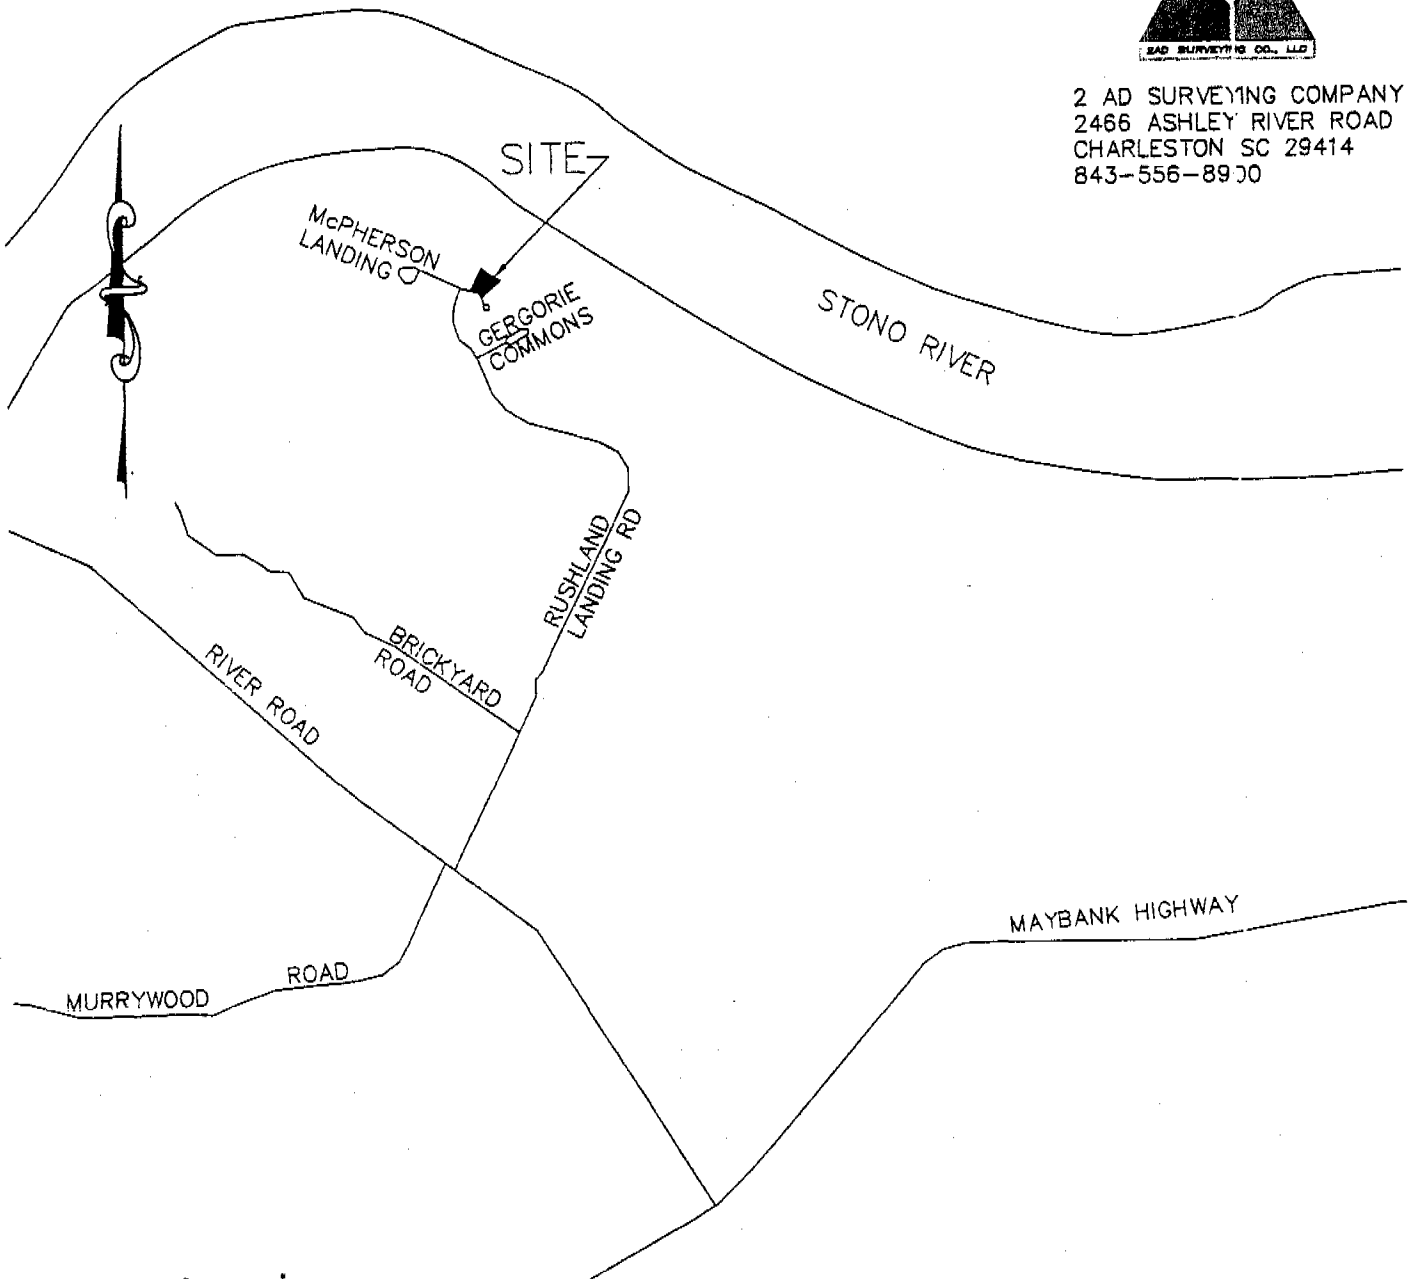 2AD SURVEYING CO., LLC
2 AD SURVEYING COMPANY
2466 ASHLEY RIVER ROAD
CHARLESTON SC 29414
SITE
McPHERSON
LANDING
GERGORIE
COMMONS
STONO RIVER
RUSHLAND
LANDING RD
BRICKYARD
ROAD
RIVER ROAD
MAYBANK HIGHWAY
MURRYWOOD ROAD